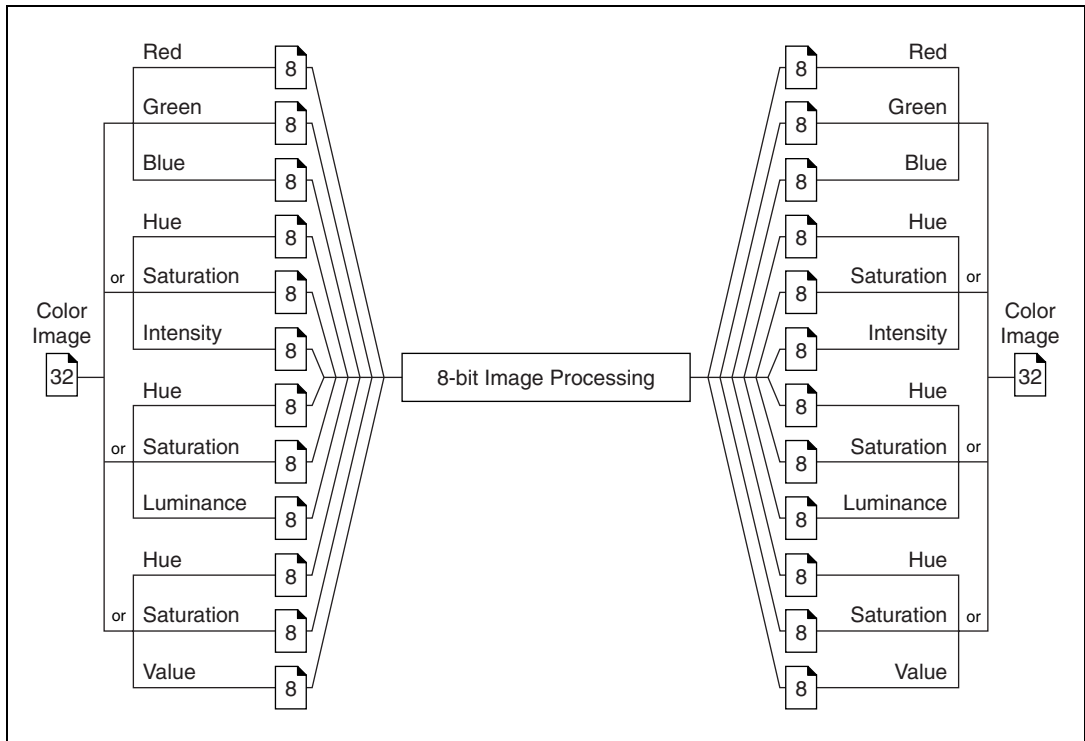 Red
8
8
Red
Green
8
8
Green
Blue
8
8
Blue
Hue
8
8
Hue
or
Saturation
8
8
Saturation
or
Color
Image
32
Intensity
8
8
Intensity
Color
Image
32
8-bit Image Processing
Hue
8
8
Hue
or
Saturation
8
8
Saturation
or
Luminance
8
8
Luminance
Hue
8
8
Hue
or
Saturation
8
8
Saturation
or
Value
8
8
Value